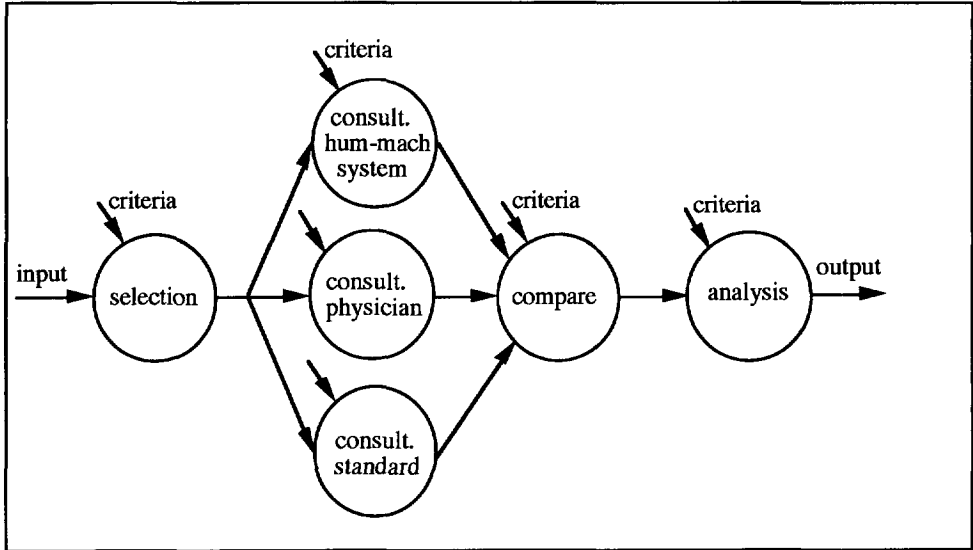 criteria
consult.
hum-mach
system
criteria
criteria
criteria
input
selection
consult.
physician
compare
analysis
output
consult.
standard